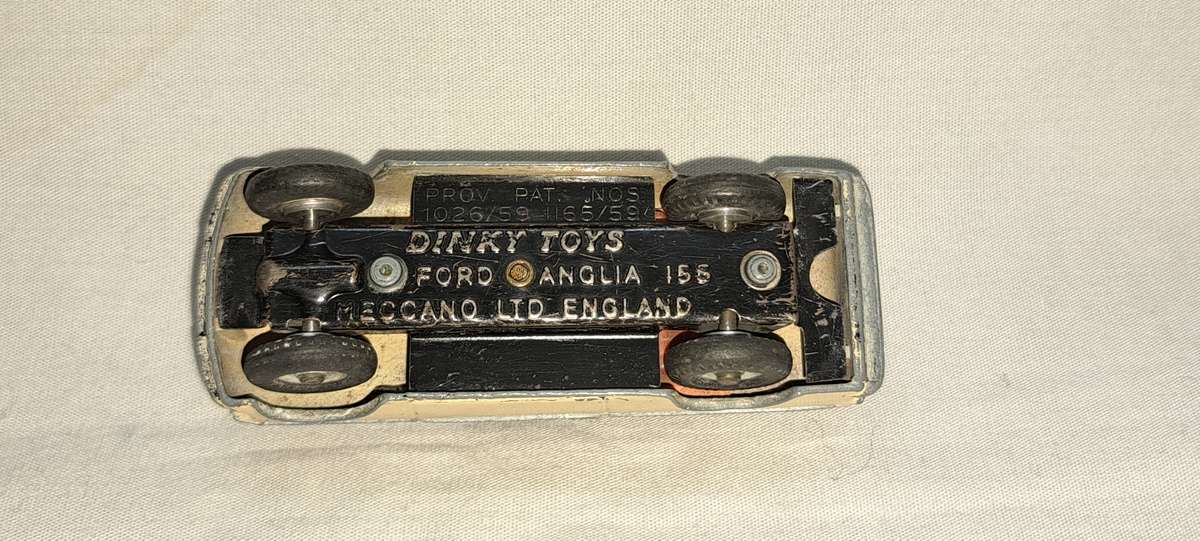 PROV. PAT. NOS.
1026/59 1165/59
DINKY TOYS
FORD ANGLIA 155
MECCANO LTD ENGLAND